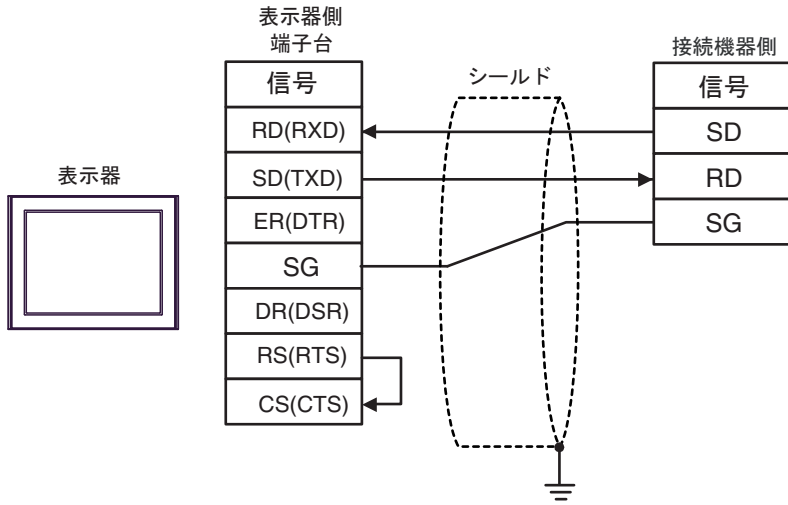 表示器側
端子台
接続機器側
信号
シールド
信号
RD(RXD)
SD
表示器
SD(TXD)
RD
ER(DTR)
SG
SG
DR(DSR)
RS(RTS)
CS(CTS)